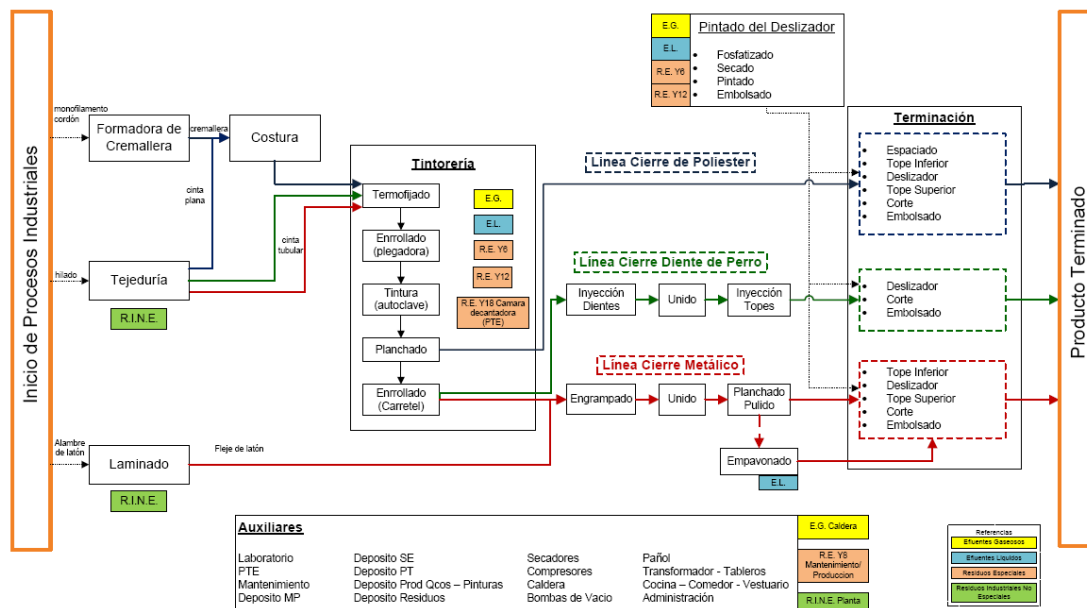 Inicio de Procesos Industriales
monofilamento
cordón
Formadora de
Cremallera
cremallera
Costura
cinta
plana
hilado
Tejeduría
R.I.N.E.
cinta
tubular
Alambre
de latón
Laminado
R.I.N.E.
Fleje de latón
Tintorería
Termofijado
Enrrollado
(plegadora)
Tintura
(autoclave)
Planchado
Enrrollado
(Carretel)
E.G.
E.L.
R.E. Y6
R.E. Y12
R.E. Y18 Camara
decantadora
(PTE)
E.G.
E.L.
R.E. Y6
R.E. Y12
Pintado del Deslizador
• Fosfatizado
• Secado
• Pintado
• Embolsado
Línea Cierre de Poliester
Línea Cierre Diente de Perro
Inyección
Dientes
Unido
Inyección
Topes
Línea Cierre Metálico
Engrampado
Unido
Planchado
Pulido
Empavonado
E.L.
Terminación
• Espaciado
• Tope Inferior
• Deslizador
• Tope Superior
• Corte
• Embolsado
• Deslizador
• Corte
• Embolsado
• Tope Inferior
• Deslizador
• Tope Superior
• Corte
• Embolsado
Producto Terminado
Auxiliares
Laboratorio
PTE
Mantenimiento
Deposito MP
Deposito SE
Deposito PT
Deposito Prod Qcos – Pinturas
Deposito Residuos
Secadores
Compresores
Caldera
Bombas de Vacio
Pañol
Transformador - Tableros
Cocina – Comedor - Vestuario
Administración
E.G. Caldera
R.E. Y8
Mantenimiento/
Produccion
R.I.N.E. Planta
Referencias
Efluentes Gaseosos
Efluentes Líquidos
Residuos Especiales
Residuos Industriales No
Especiales